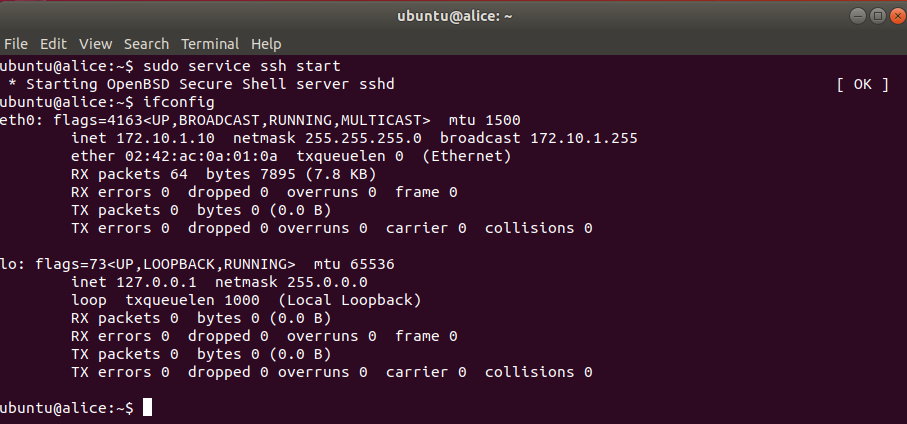 ubuntu@alice: ~
File Edit View Search Terminal Help
ubuntu@alice:~$ sudo service ssh start
 * Starting OpenBSD Secure Shell server sshd [ OK ]
ubuntu@alice:~$ ifconfig
eth0: flags=4163<UP,BROADCAST,RUNNING,MULTICAST>  mtu 1500
        inet 172.10.1.10  netmask 255.255.255.0  broadcast 172.10.1.255
        ether 02:42:ac:0a:01:0a  txqueuelen 0  (Ethernet)
        RX packets 64  bytes 7895 (7.8 KB)
        RX errors 0  dropped 0  overruns 0  frame 0
        TX packets 0  bytes 0 (0.0 B)
        TX errors 0  dropped 0 overruns 0  carrier 0  collisions 0

lo: flags=73<UP,LOOPBACK,RUNNING>  mtu 65536
        inet 127.0.0.1  netmask 255.0.0.0
        loop  txqueuelen 1000  (Local Loopback)
        RX packets 0  bytes 0 (0.0 B)
        RX errors 0  dropped 0  overruns 0  frame 0
        TX packets 0  bytes 0 (0.0 B)
        TX errors 0  dropped 0 overruns 0  carrier 0  collisions 0

ubuntu@alice:~$